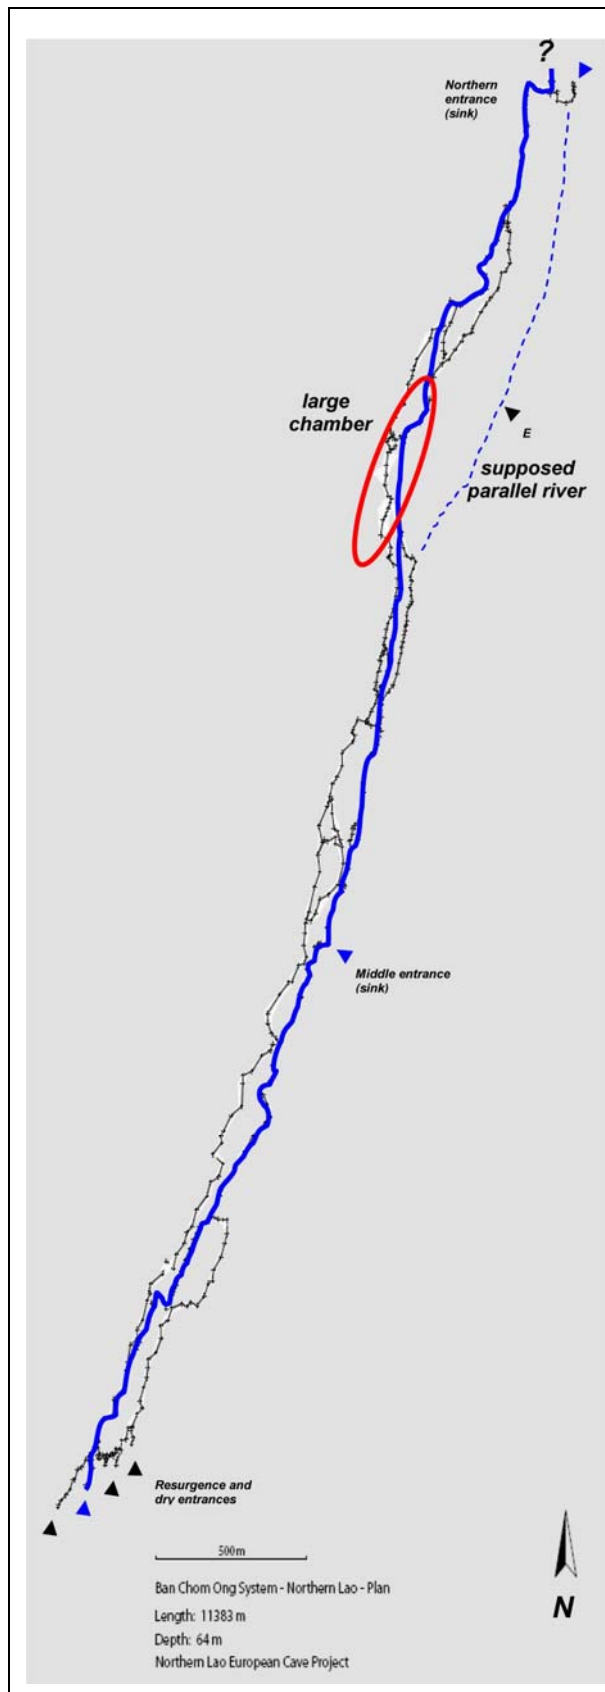 ?
Northern
entrance
(sink)
large
chamber
E
supposed
parallel river
Middle entrance
(sink)
Resurgence and
dry entrances
500m
Ban Chom Ong System - Northern Lao - Plan
Length: 11383 m
Depth: 64 m
Northern Lao European Cave Project
N